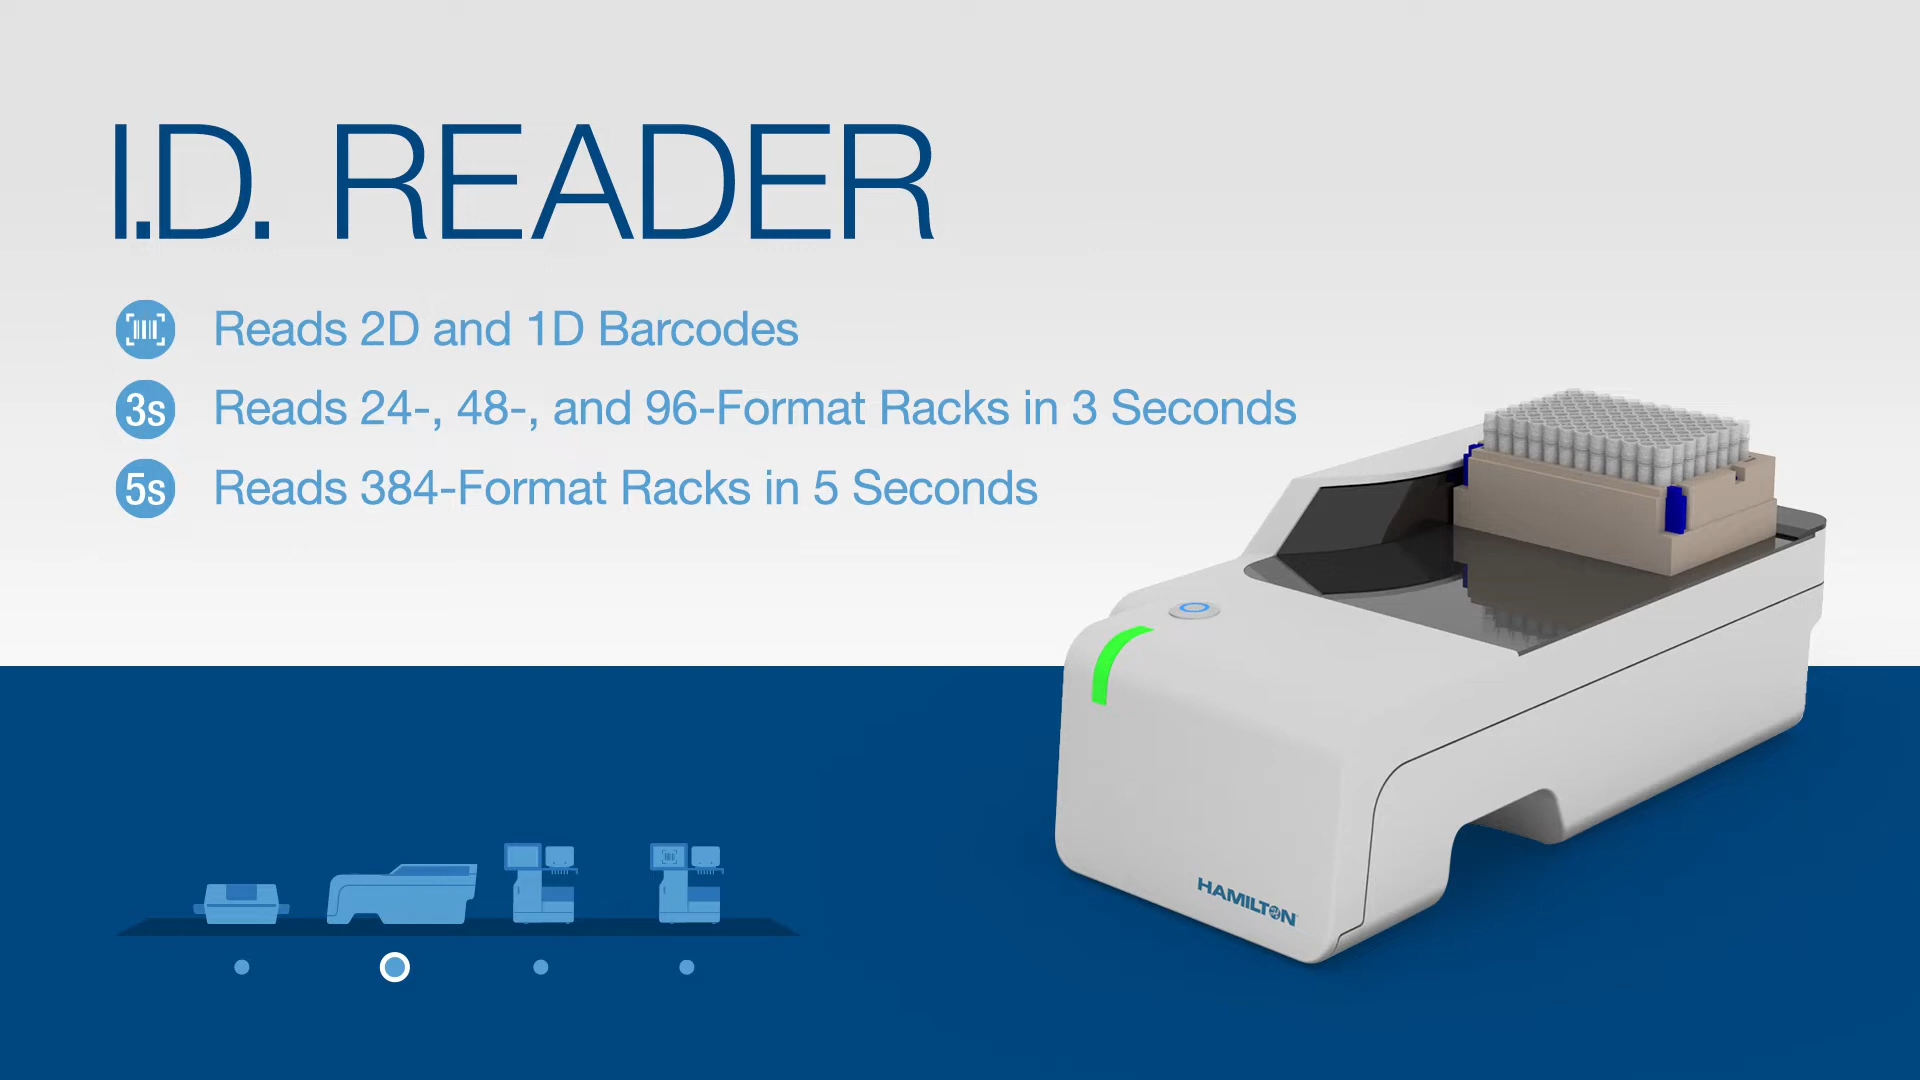 I.D. READER
Reads 2D and 1D Barcodes
3s Reads 24-, 48-, and 96-Format Racks in 3 Seconds
5s Reads 384-Format Racks in 5 Seconds
HAMILTON